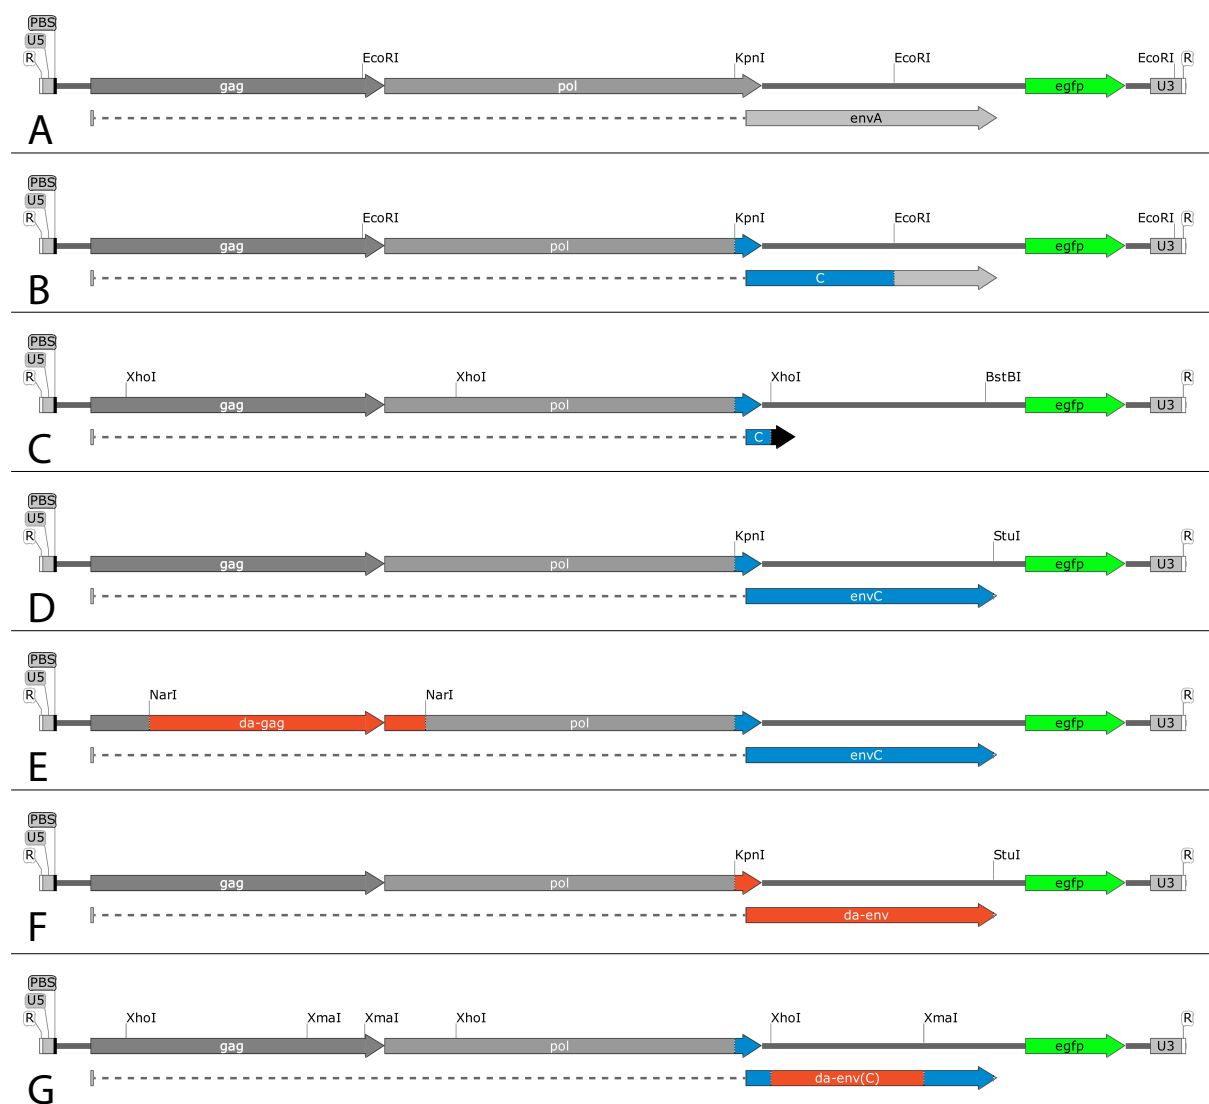 PBS
U5
R EcoRI KpnI EcoRI EcoRI R
gag pol egfp U3
envA
A
PBS
U5
R EcoRI KpnI EcoRI EcoRI R
gag pol egfp U3
C
B
PBS
U5
R XhoI XhoI XhoI BstBI R
gag pol egfp U3
C
C
PBS
U5
R KpnI StuI R
gag pol egfp U3
envC
D
PBS
U5
R NarI NarI R
da-gag pol egfp U3
envC
E
PBS
U5
R KpnI StuI R
gag pol egfp U3
da-env
F
PBS
U5
R XhoI XmaI XmaI XhoI XhoI XmaI R
gag pol egfp U3
da-env(C)
G